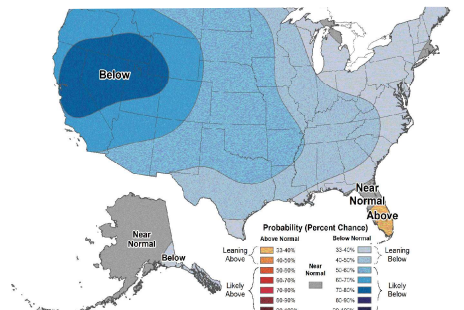 Below
Near
Normal
Above
Near
Normal
Below
Probability (Percent Chance)
Above Normal
Below Normal
Leaning
Above
33-40%
40-50%
Likely
Above
50-60%
60-70%
70-80%
80-90%
Near
Normal
33-40%
40-50%
Leaning
Below
50-60%
60-70%
70-80%
80-90%
Likely
Below